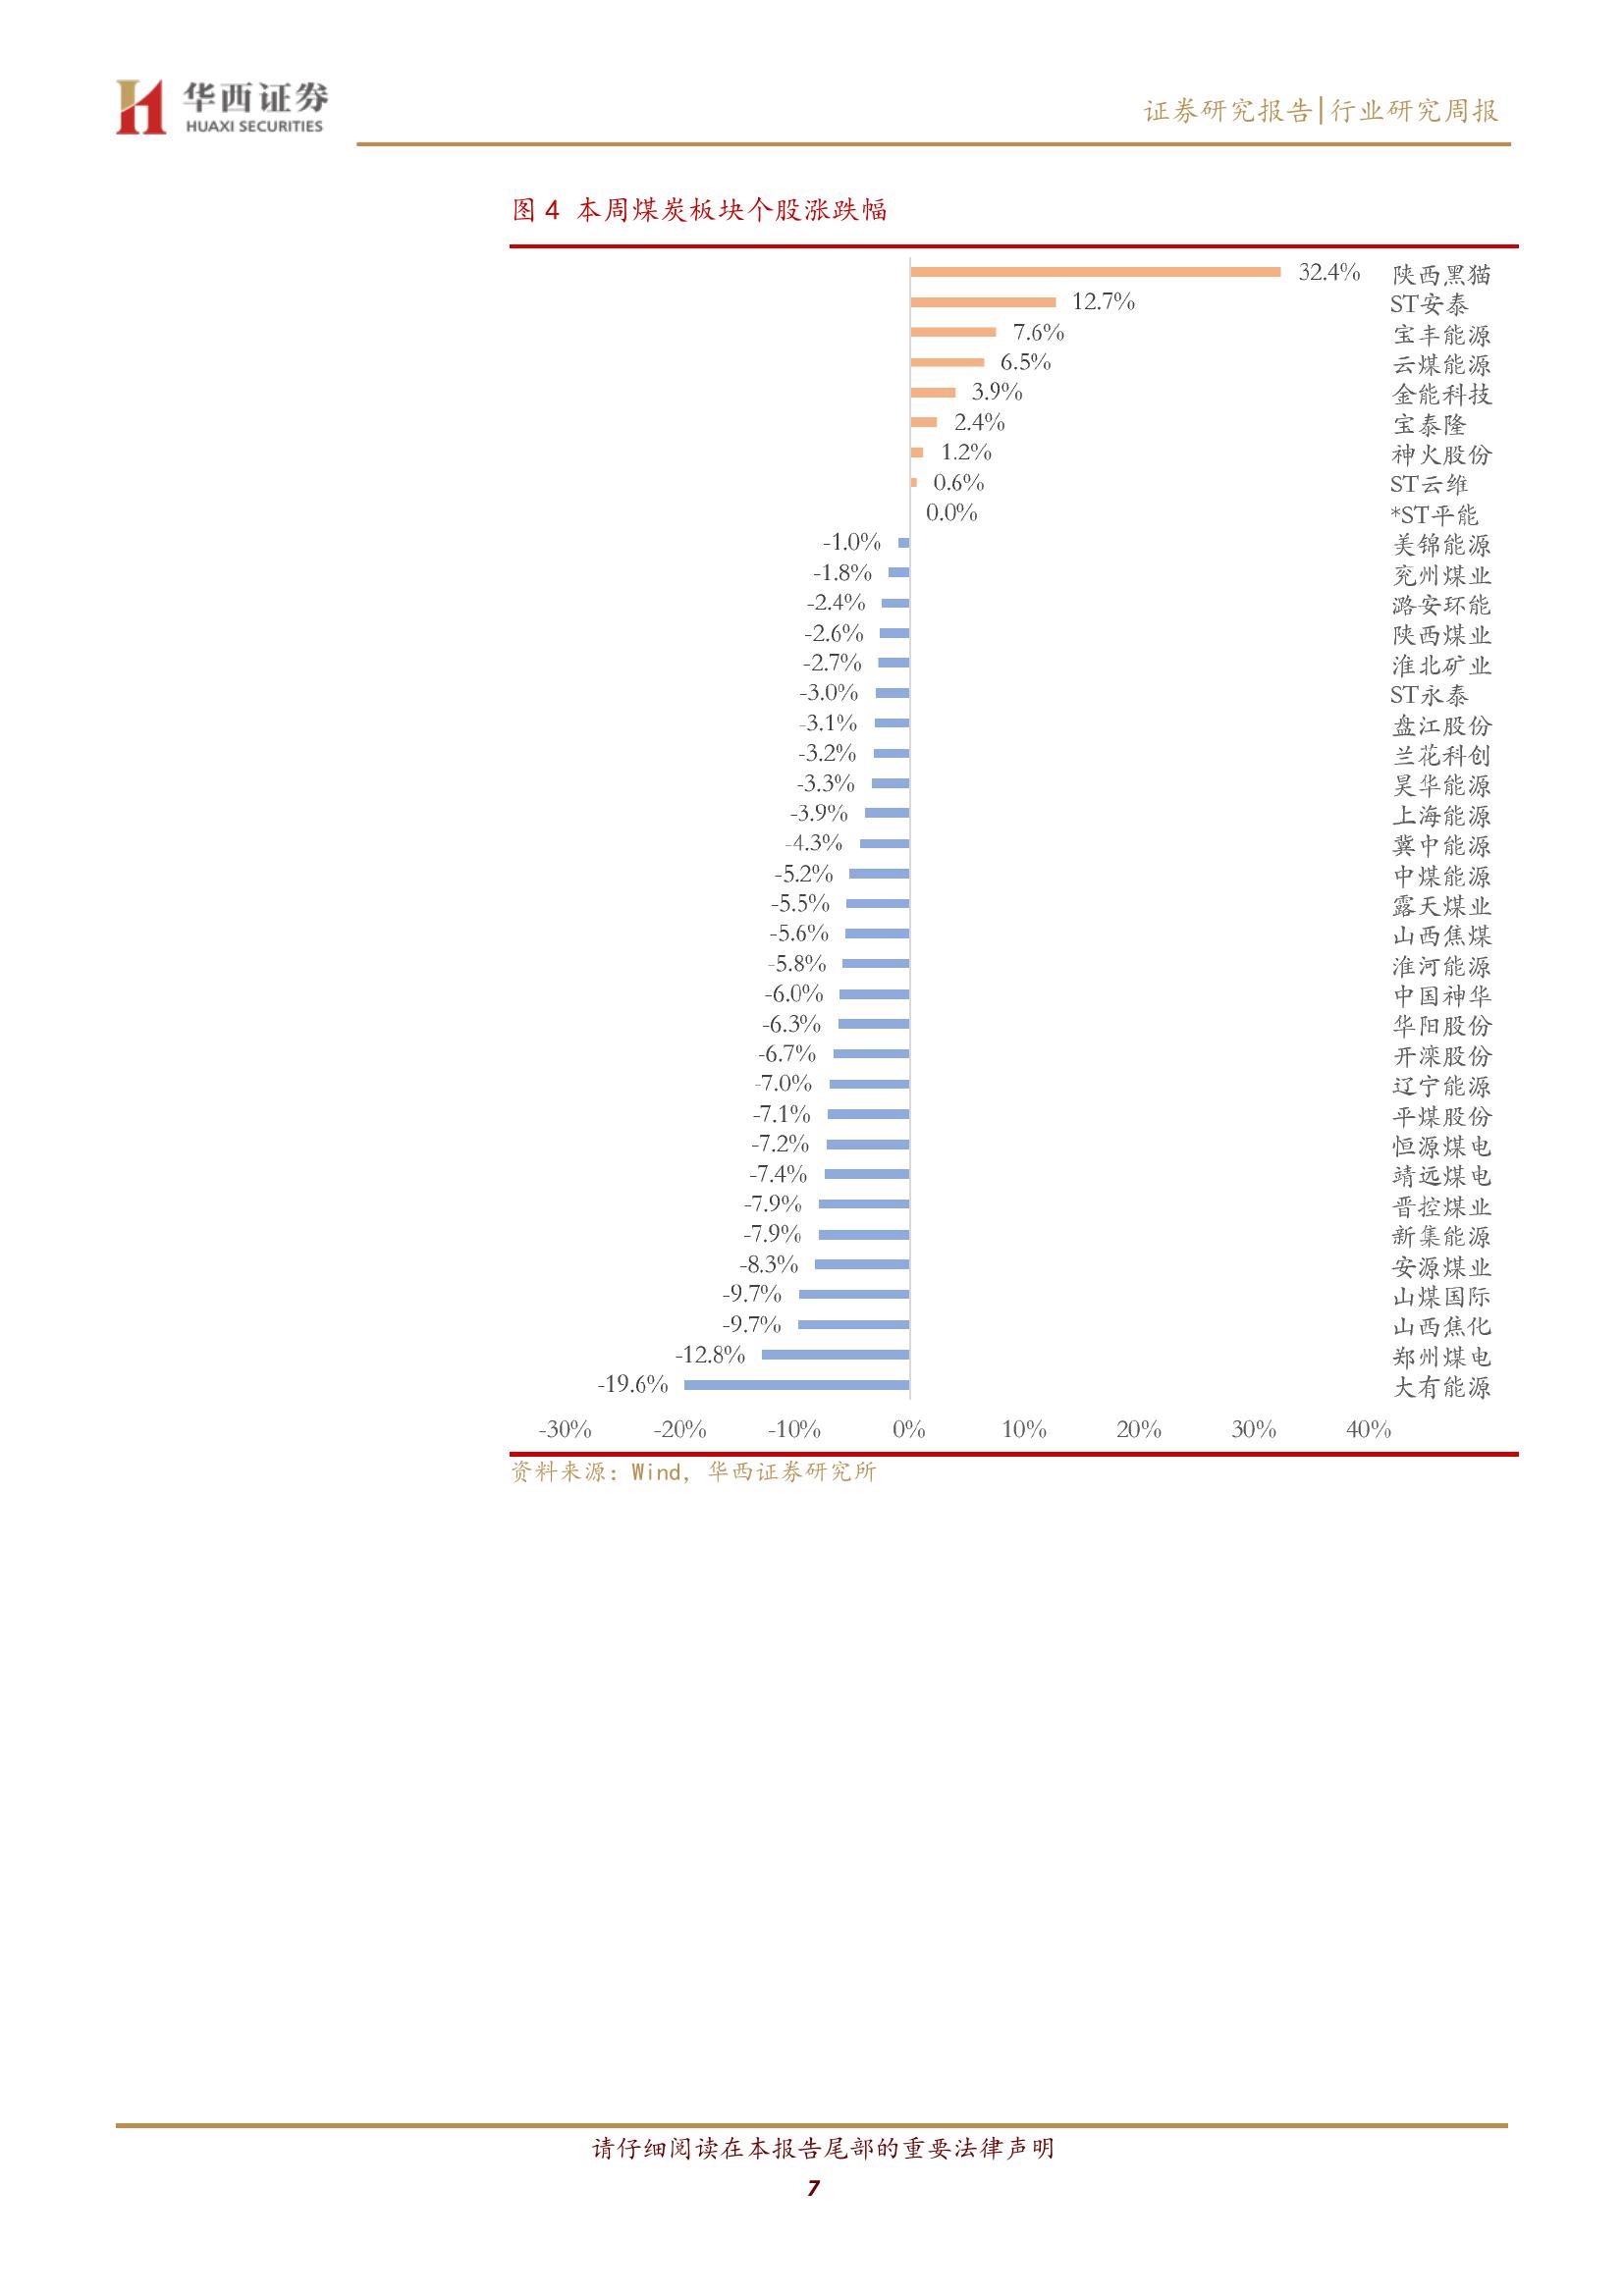 华西证券
HUAXI SECURITIES
证券研究报告|行业研究周报
图 4 本周煤炭板块个股涨跌幅
32.4% 陕西黑猫
12.7% ST安泰
7.6% 宝丰能源
6.5% 云煤能源
3.9% 金能科技
2.4% 宝泰隆
1.2% 神火股份
0.6% ST云维
0.0% *ST平能
-1.0% 美锦能源
-1.8% 兖州煤业
-2.4% 潞安环能
-2.6% 陕西煤业
-2.7% 淮北矿业
-3.0% ST永泰
-3.1% 盘江股份
-3.2% 兰花科创
-3.3% 昊华能源
-3.9% 上海能源
-4.3% 冀中能源
-5.2% 中煤能源
-5.5% 露天煤业
-5.6% 山西焦煤
-5.8% 淮河能源
-6.0% 中国神华
-6.3% 华阳股份
-6.7% 开滦股份
-7.0% 辽宁能源
-7.1% 平煤股份
-7.2% 恒源煤电
-7.4% 靖远煤电
-7.9% 晋控煤业
-7.9% 新集能源
-8.3% 安源煤业
-9.7% 山煤国际
-9.7% 山西焦化
-12.8% 郑州煤电
-19.6% 大有能源
-30% -20% -10% 0% 10% 20% 30% 40%
资料来源：Wind，华西证券研究所
请仔细阅读在本报告尾部的重要法律声明
7